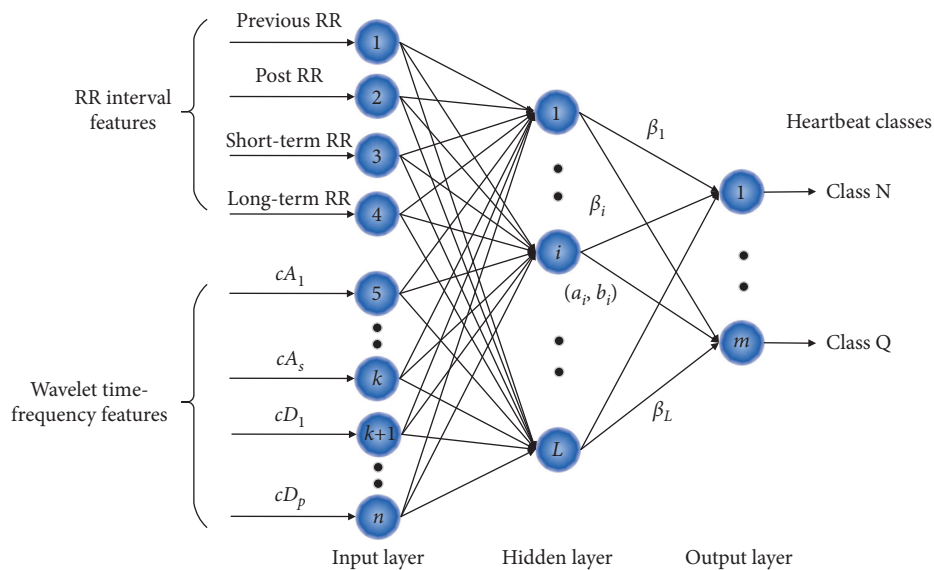 Previous RR
1
Post RR
2
RR interval
features
Short-term RR
3
Long-term RR
4
cA₁
5
cAₛ
k
Wavelet time-
frequency features
cD₁
k+1
cDₚ
n
1
βᵢ
i
(aᵢ, bᵢ)
L
β₁
β_L
Heartbeat classes
1
Class N
m
Class Q
Input layer
Hidden layer
Output layer